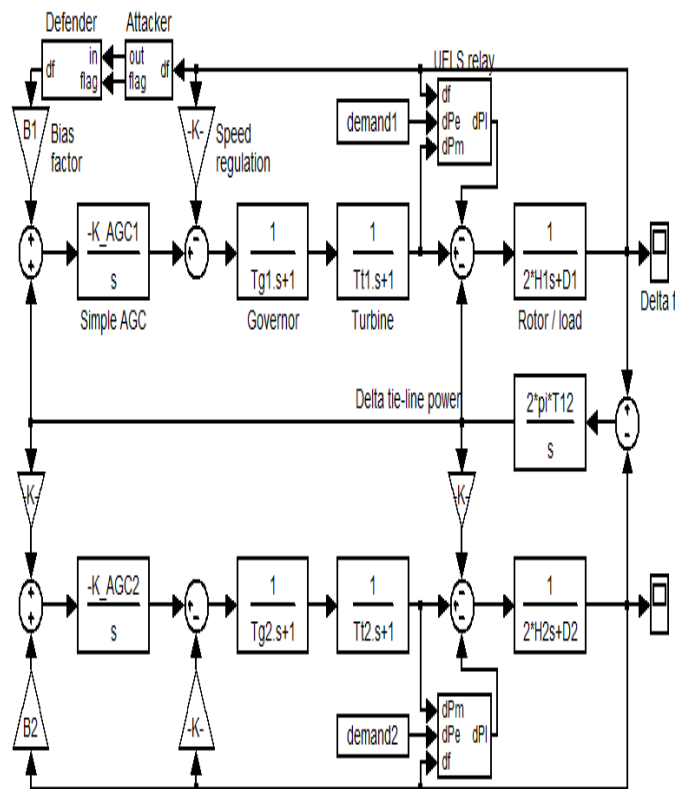 Defender Attacker
in out
df df
flag flag
UFLS relay
B1
Bias
factor
-K-
Speed
regulation
demand1
df
dPe dPl
dPm
+
+
-K_AGC1
s
Simple AGC
-
-
1
Tg1.s+1
Governor
1
Tt1.s+1
Turbine
1
2*H1s+D1
Rotor / load
Delta f
Delta tie-line power
2*pi*T12
s
+
-
-K-
-K-
+
+
-K_AGC2
s
-
-
1
Tg2.s+1
1
Tt2.s+1
1
2*H2s+D2
B2
-K-
demand2
dPm
dPe dPl
df